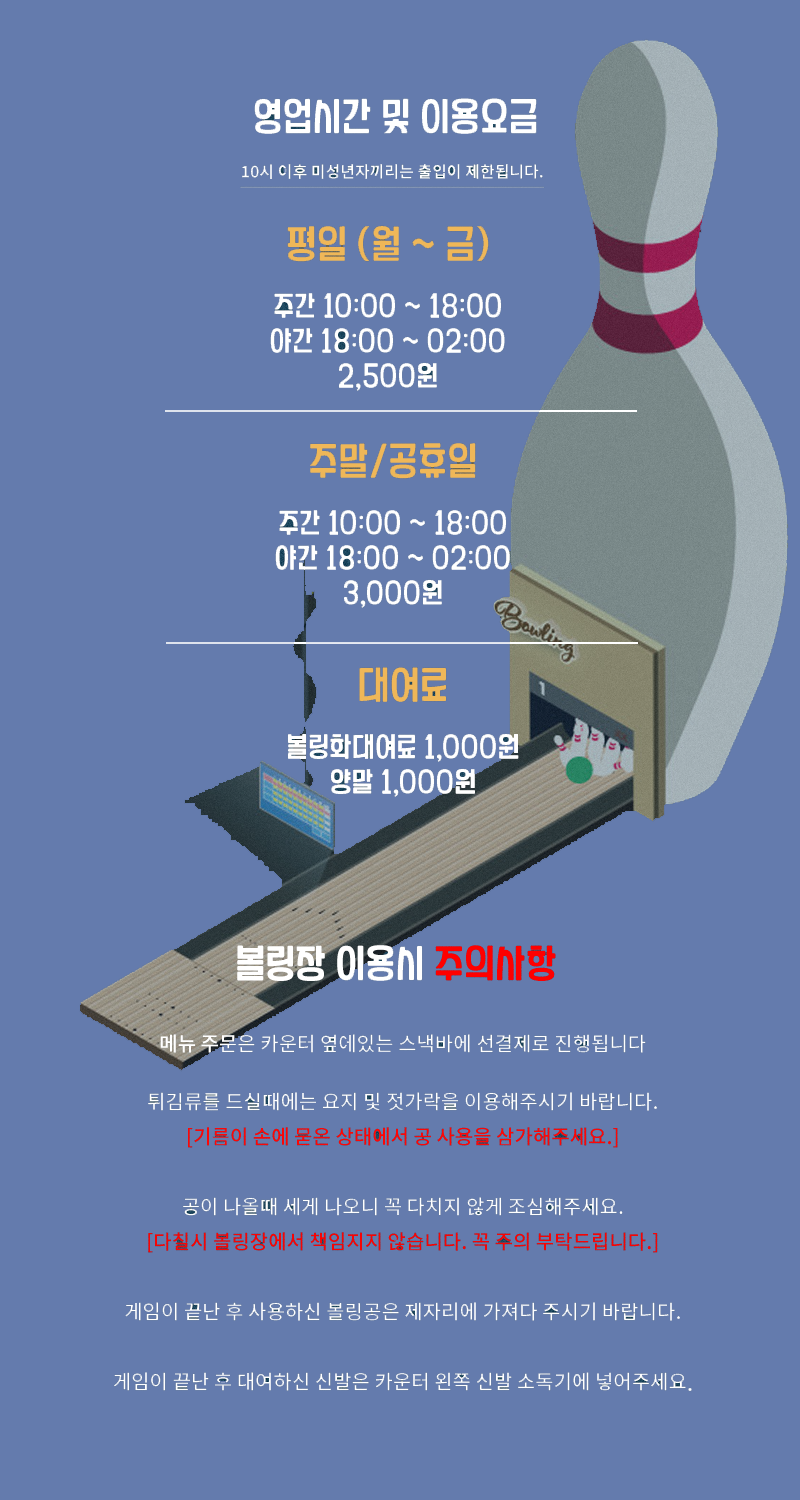 영업시간 및 이용요금
10시 이후 미성년자끼리는 출입이 제한됩니다.
평일 (월 ~ 금)
주간 10:00 ~ 18:00
야간 18:00 ~ 02:00
2,500원
주말/공휴일
주간 10:00 ~ 18:00
야간 18:00 ~ 02:00
3,000원
Bowling
대여료
1
볼링화대여료 1,000원
양말 1,000원
볼링장 이용시 주의사항
메뉴 주문은 카운터 옆에있는 스낵바에 선결제로 진행됩니다
튀김류를 드실때에는 요지 및 젓가락을 이용해주시기 바랍니다.
[기름이 손에 묻은 상태에서 공 사용을 삼가해주세요.]
공이 나올때 세게 나오니 꼭 다치지 않게 조심해주세요.
[다칠시 볼링장에서 책임지지 않습니다. 꼭 주의 부탁드립니다.]
게임이 끝난 후 사용하신 볼링공은 제자리에 가져다 주시기 바랍니다.
게임이 끝난 후 대여하신 신발은 카운터 왼쪽 신발 소독기에 넣어주세요.